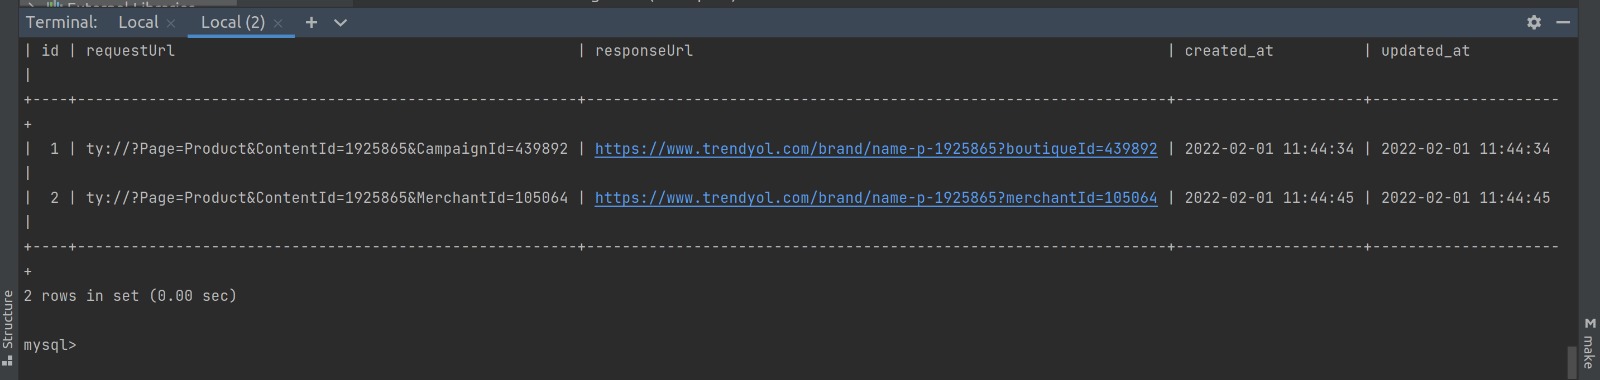 External Libraries
Terminal: Local × Local (2) × +
| id | requestUrl | responseUrl | created_at | updated_at
|
+----+--------------------------------------------------------+-----------------------------------------------------------------+---------------------+---------------------
+
| 1 | ty://?Page=Product&ContentId=1925865&CampaignId=439892 | https://www.trendyol.com/brand/name-p-1925865?boutiqueId=439892 | 2022-02-01 11:44:34 | 2022-02-01 11:44:34
|
| 2 | ty://?Page=Product&ContentId=1925865&MerchantId=105064 | https://www.trendyol.com/brand/name-p-1925865?merchantId=105064 | 2022-02-01 11:44:45 | 2022-02-01 11:44:45
|
+----+--------------------------------------------------------+-----------------------------------------------------------------+---------------------+---------------------
+
2 rows in set (0.00 sec)
mysql>
Structure
M make